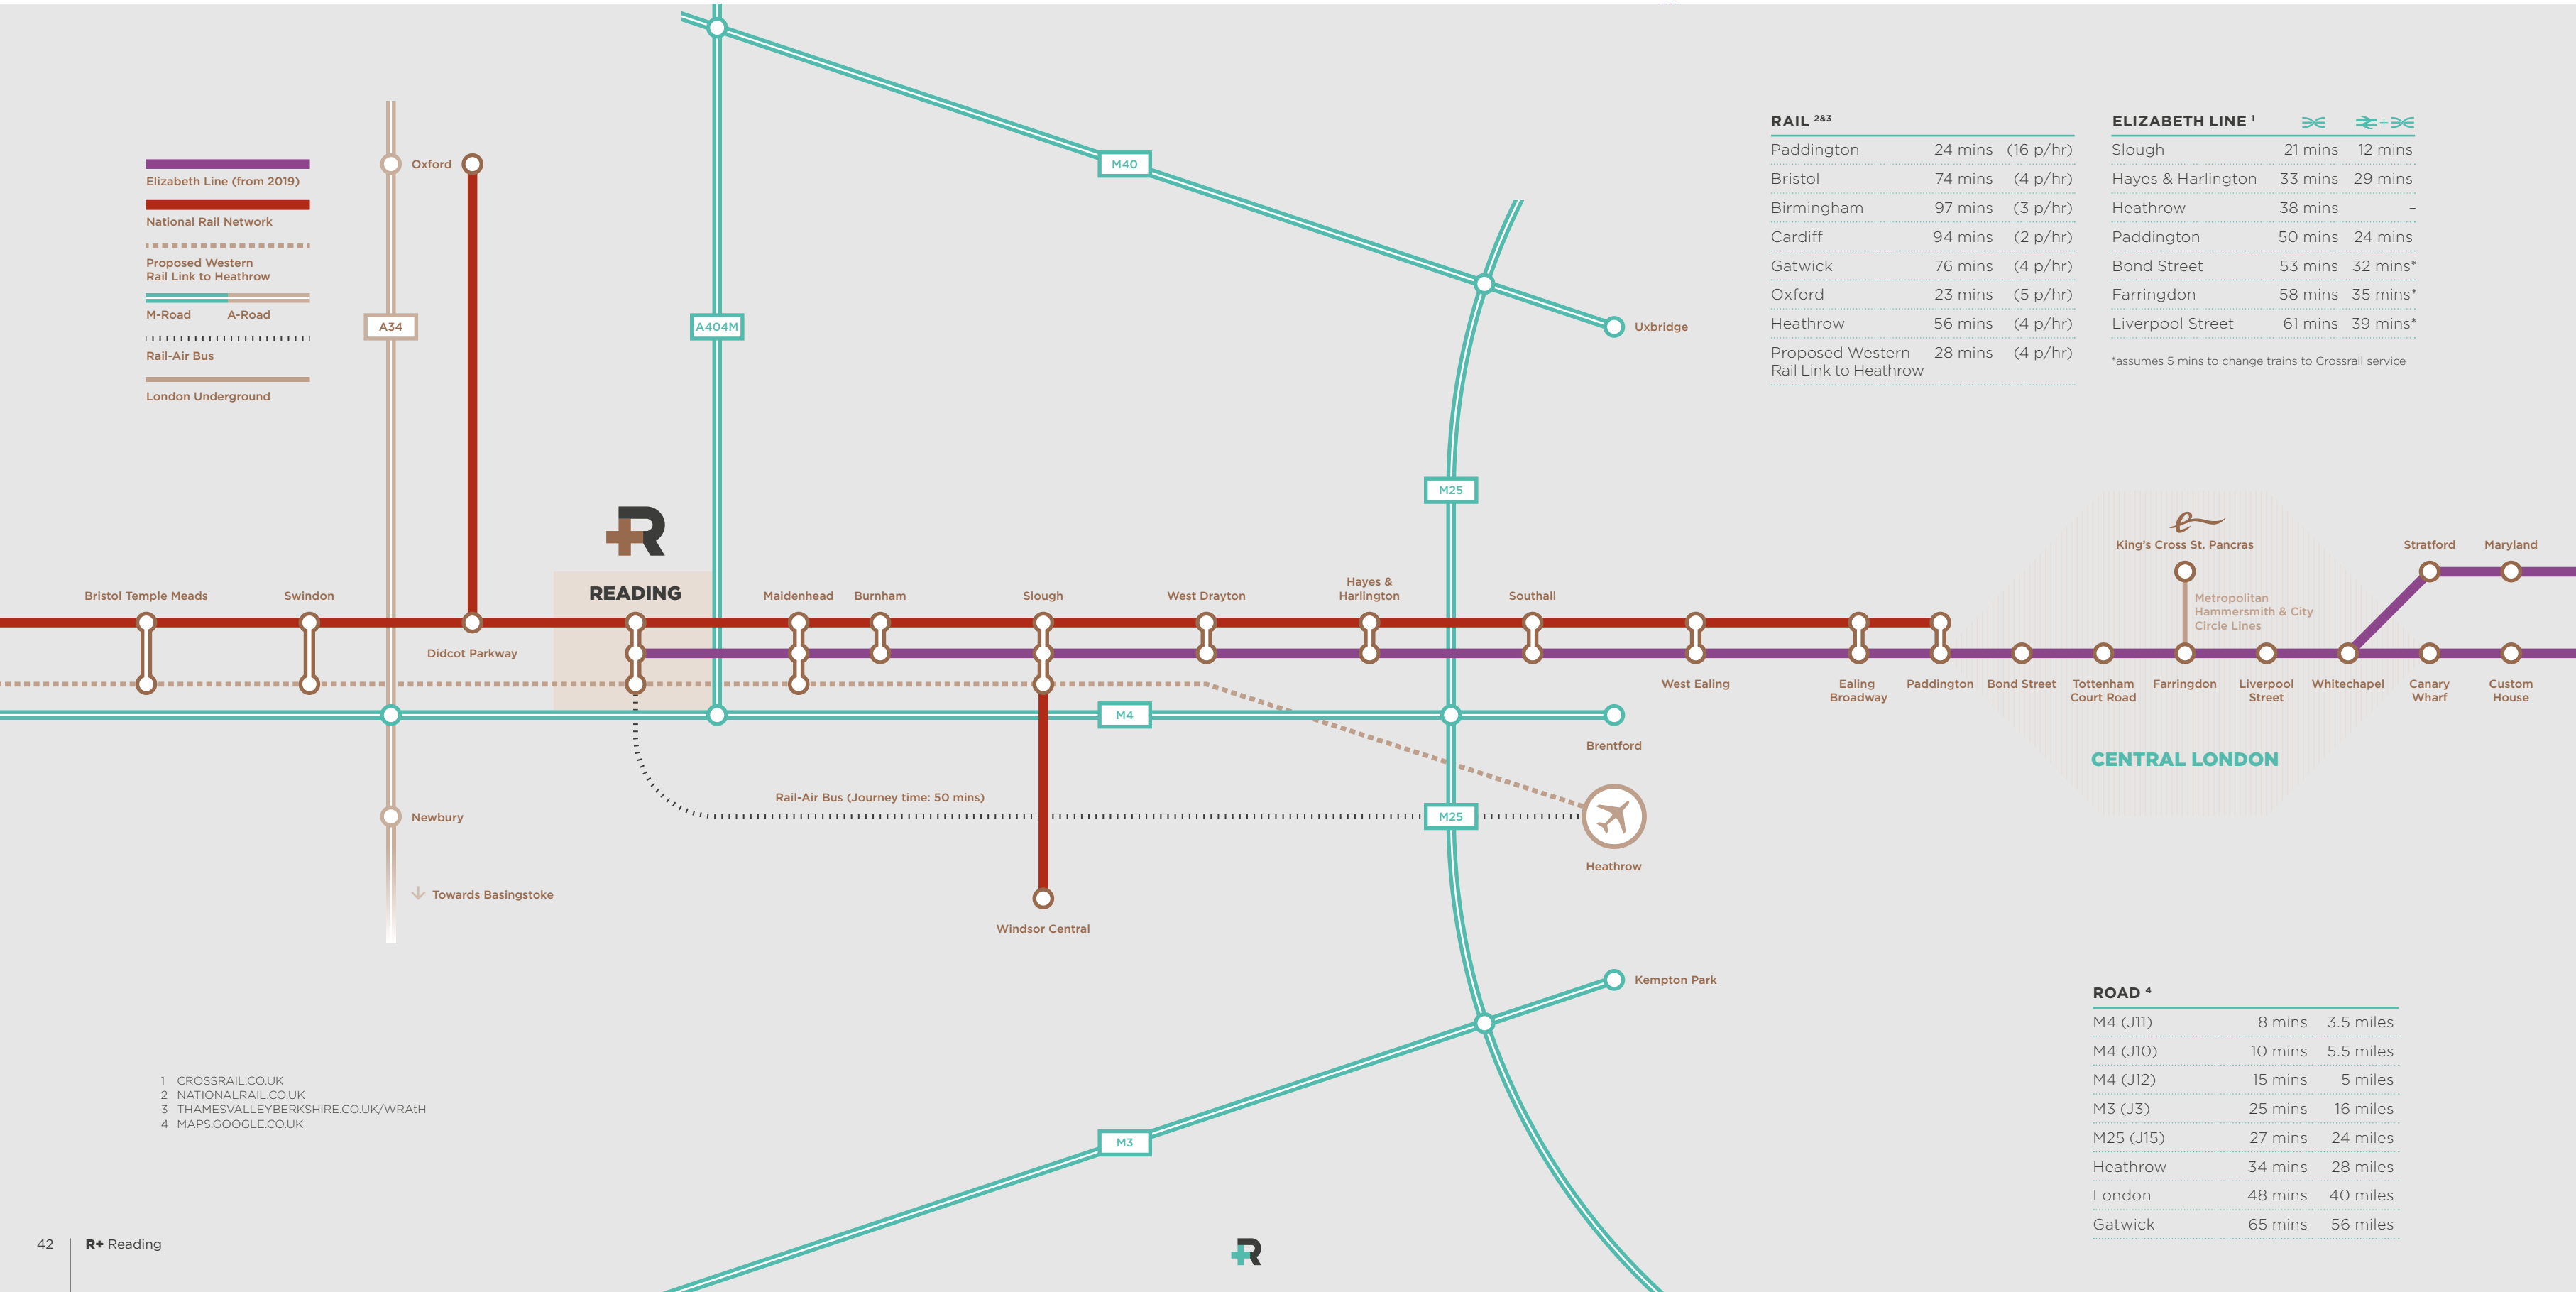 Elizabeth Line (from 2019)
National Rail Network
Proposed Western
Rail Link to Heathrow
M-Road A-Road
Rail-Air Bus
London Underground
Oxford
A34
A404M
M40
Uxbridge
M25
RAIL 2&3
Paddington 24 mins (16 p/hr)
Bristol 74 mins (4 p/hr)
Birmingham 97 mins (3 p/hr)
Cardiff 94 mins (2 p/hr)
Gatwick 76 mins (4 p/hr)
Oxford 23 mins (5 p/hr)
Heathrow 56 mins (4 p/hr)
Proposed Western 28 mins (4 p/hr)
Rail Link to Heathrow
ELIZABETH LINE 1 +
Slough 21 mins 12 mins
Hayes & Harlington 33 mins 29 mins
Heathrow 38 mins –
Paddington 50 mins 24 mins
Bond Street 53 mins 32 mins*
Farringdon 58 mins 35 mins*
Liverpool Street 61 mins 39 mins*
*assumes 5 mins to change trains to Crossrail service
R
READING
Bristol Temple Meads
Swindon
Didcot Parkway
Maidenhead
Burnham
Slough
West Drayton
Hayes &
Harlington
Southall
West Ealing
Ealing
Broadway
Paddington
Bond Street
Tottenham
Court Road
Farringdon
Liverpool
Street
Whitechapel
Canary
Wharf
Custom
House
e
King's Cross St. Pancras
Metropolitan
Hammersmith & City
Circle Lines
Stratford
Maryland
CENTRAL LONDON
M4
Brentford
Rail-Air Bus (Journey time: 50 mins)
M25
Heathrow
Newbury
Towards Basingstoke
Windsor Central
Kempton Park
M3
ROAD 4
M4 (J11) 8 mins 3.5 miles
M4 (J10) 10 mins 5.5 miles
M4 (J12) 15 mins 5 miles
M3 (J3) 25 mins 16 miles
M25 (J15) 27 mins 24 miles
Heathrow 34 mins 28 miles
London 48 mins 40 miles
Gatwick 65 mins 56 miles
1 CROSSRAIL.CO.UK
2 NATIONALRAIL.CO.UK
3 THAMESVALLEYBERKSHIRE.CO.UK/WRAtH
4 MAPS.GOOGLE.CO.UK
42 R+ Reading
R